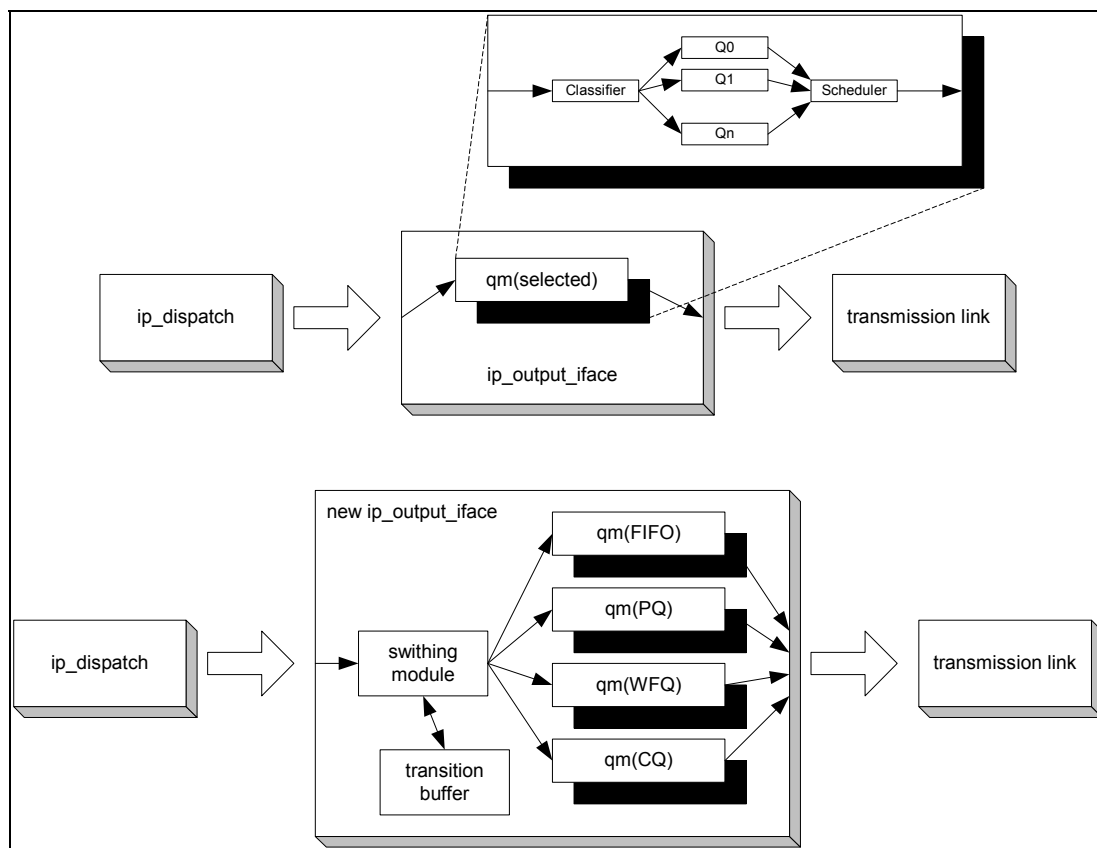 Q0
Classifier
Q1
Scheduler
Qn
qm(selected)
ip_dispatch
transmission link
ip_output_iface
new ip_output_iface
qm(FIFO)
qm(PQ)
ip_dispatch
swithing
module
qm(WFQ)
transmission link
qm(CQ)
transition
buffer